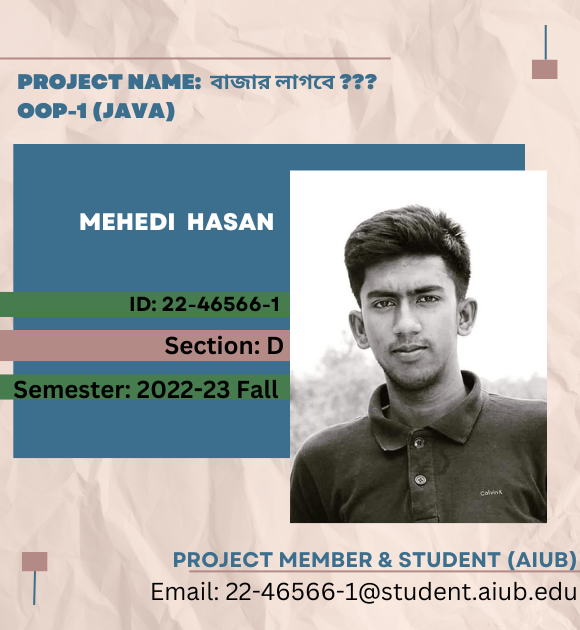 PROJECT NAME: বাজার লাগবে ???
OOP-1 (JAVA)
MEHEDI HASAN
ID: 22-46566-1
Section: D
Semester: 2022-23 Fall
CalvinK
PROJECT MEMBER & STUDENT (AIUB)
Email: 22-46566-1@student.aiub.edu